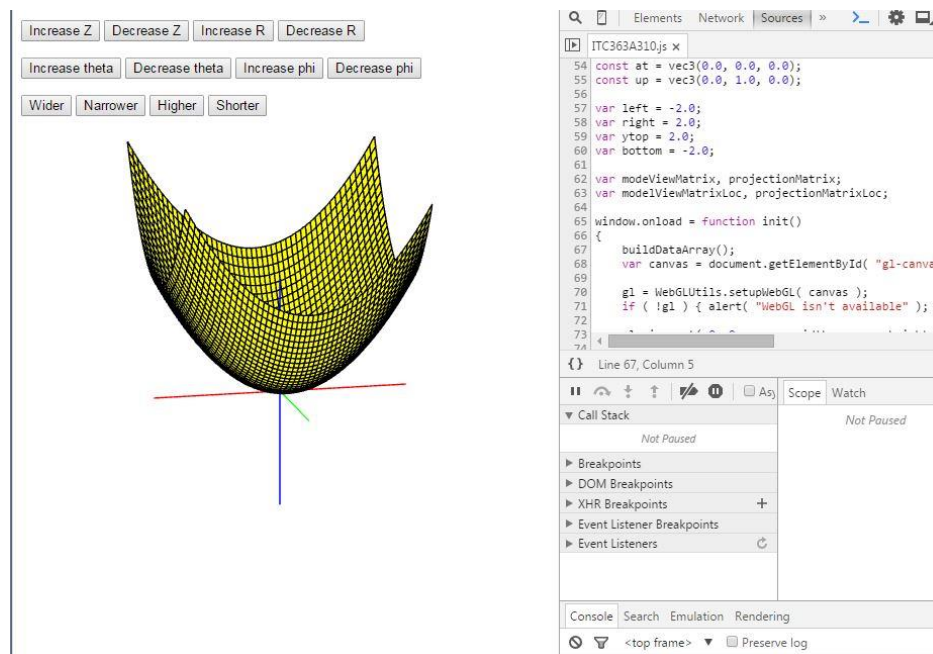 Increase Z Decrease Z Increase R Decrease R
Increase theta Decrease theta Increase phi Decrease phi
Wider Narrower Higher Shorter
Elements Network Sources »
ITC363A310.js ×
54 const at = vec3(0.0, 0.0, 0.0);
55 const up = vec3(0.0, 1.0, 0.0);
56
57 var left = -2.0;
58 var right = 2.0;
59 var ytop = 2.0;
60 var bottom = -2.0;
61
62 var modeViewMatrix, projectionMatrix;
63 var modelViewMatrixLoc, projectionMatrixLoc;
64
65 window.onload = function init()
66 {
67 buildDataArray();
68 var canvas = document.getElementById( "gl-canva
69
70 gl = WebGLUtils.setupWebGL( canvas );
71 if ( !gl ) { alert( "WebGL isn't available" );
72
73
74
{} Line 67, Column 5
Asy Scope Watch
Call Stack
Not Paused
Not Paused
Breakpoints
DOM Breakpoints
XHR Breakpoints +
Event Listener Breakpoints
Event Listeners
Console Search Emulation Rendering
<top frame> ▼ Preserve log